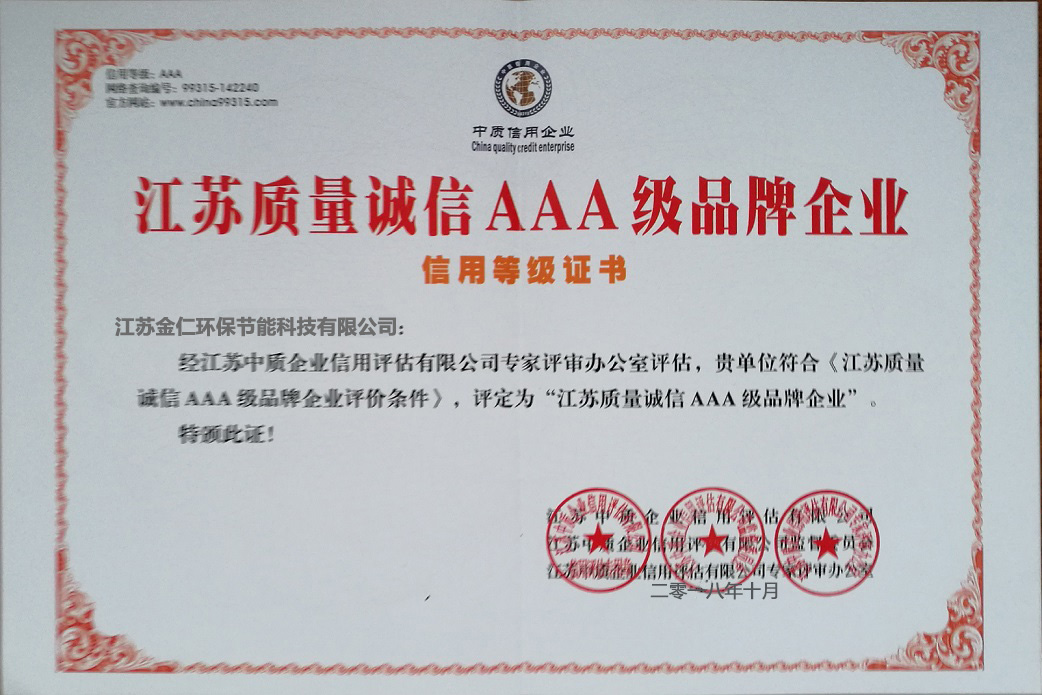 信用等级：AAA
网络查询编号：99315-142240
官方网站：www.china99315.com
中质信用企业
China quality credit enterprise
江苏质量诚信AAA级品牌企业
信用等级证书
江苏金仁环保节能科技有限公司：
经江苏中质企业信用评估有限公司专家评审办公室评估，贵单位符合《江苏质量
诚信AAA级品牌企业评价条件》，评定为“江苏质量诚信AAA级品牌企业”。
特颁此证！
江苏中质企业信用评估有限公司
江苏中质企业信用评估有限公司监督委员会
江苏中质企业信用评估有限公司专家评审办公室
二零一八年十月